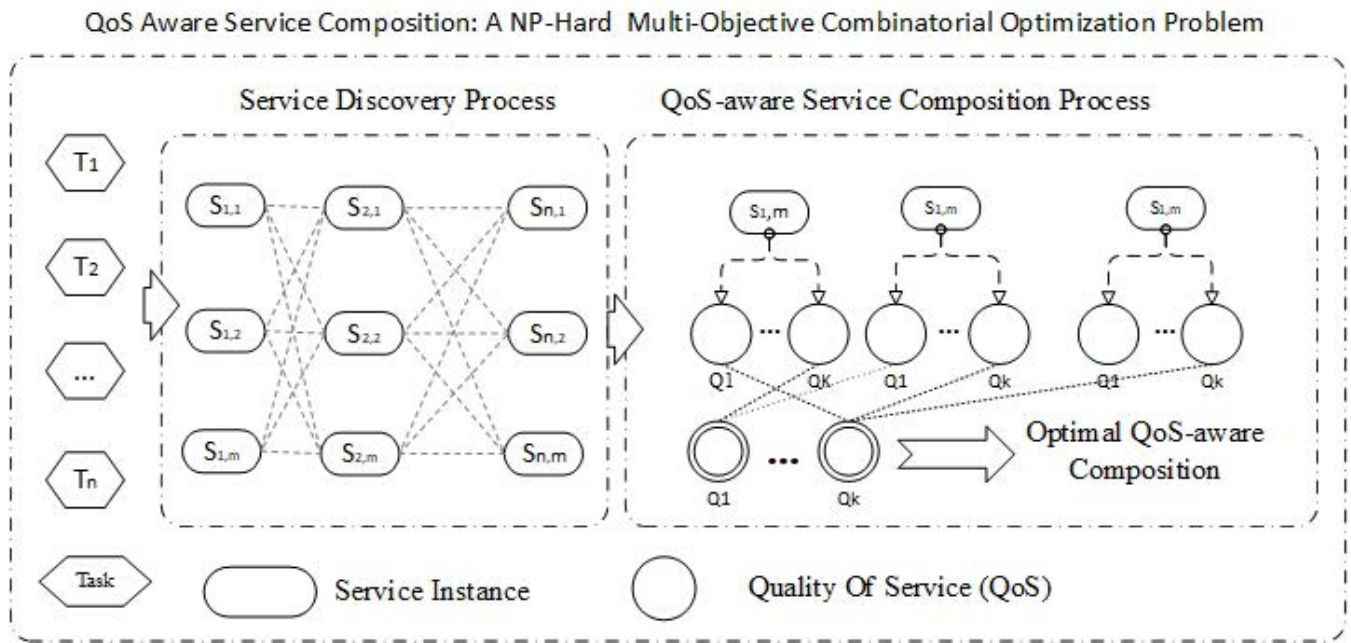 QoS Aware Service Composition: A NP-Hard Multi-Objective Combinatorial Optimization Problem
Service Discovery Process
QoS-aware Service Composition Process
T1
T2
...
Tn
S1,1
S2,1
Sn,1
S1,2
S2,2
Sn,2
S1,m
S2,m
Sn,m
S1,m
S1,m
S1,m
...
...
...
Q1
QK
Q1
Qk
Q1
Qk
...
Q1
Qk
Optimal QoS-aware
Composition
Task
Service Instance
Quality Of Service (QoS)